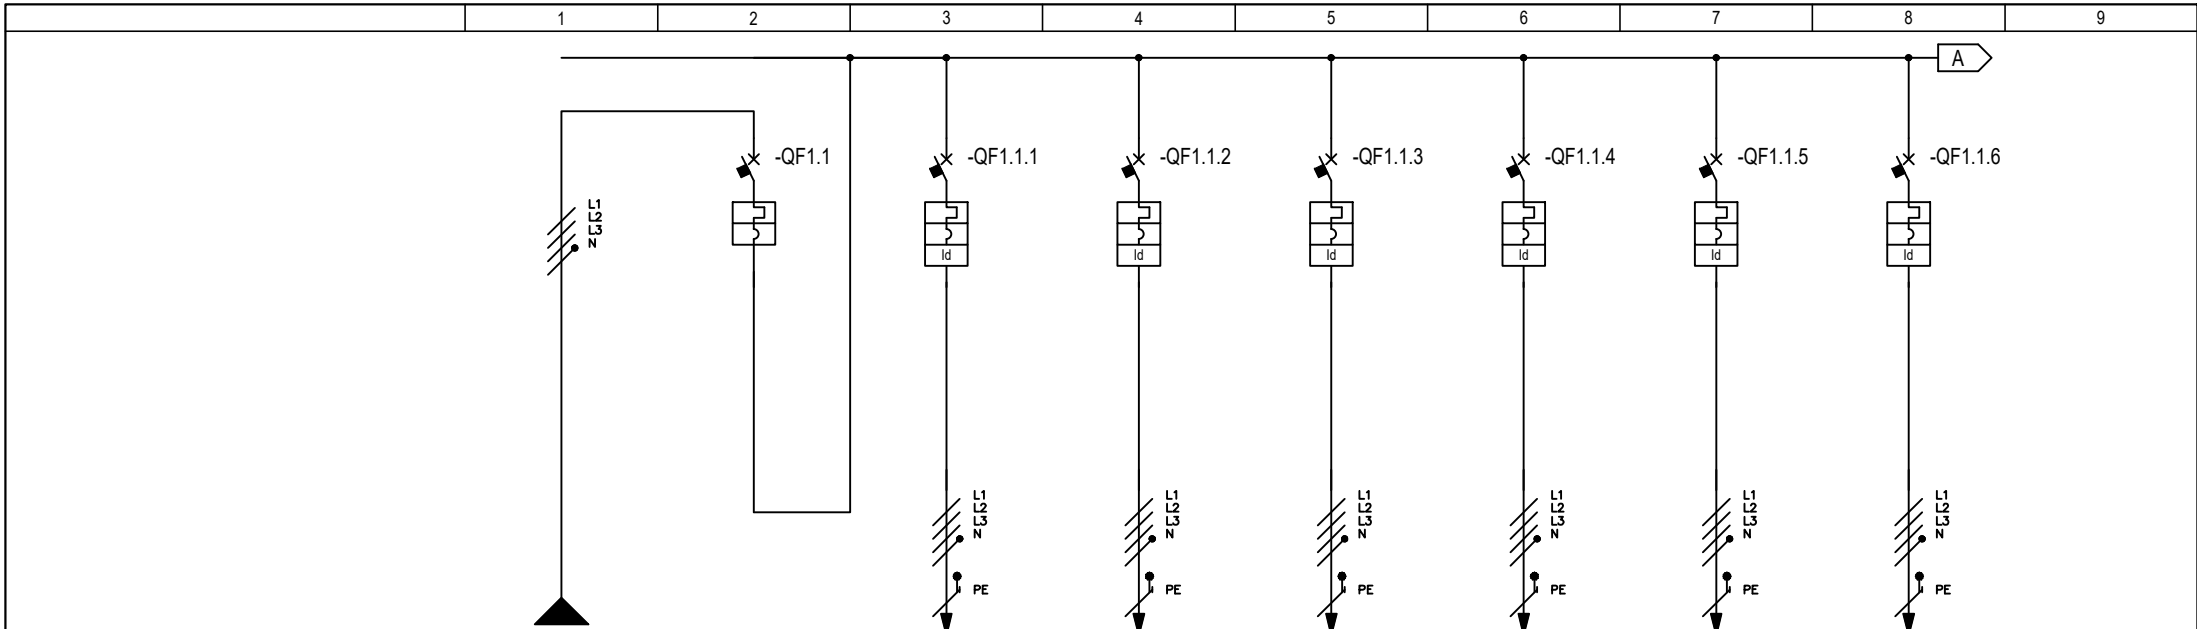 1 2 3 4 5 6 7 8 9
A
-QF1.1 -QF1.1.1 -QF1.1.2 -QF1.1.3 -QF1.1.4 -QF1.1.5 -QF1.1.6
L1
L2
L3
N
Id Id Id Id Id Id
L1 L1 L1 L1 L1 L1
L2 L2 L2 L2 L2 L2
L3 L3 L3 L3 L3 L3
N N N N N N
PE PE PE PE PE PE